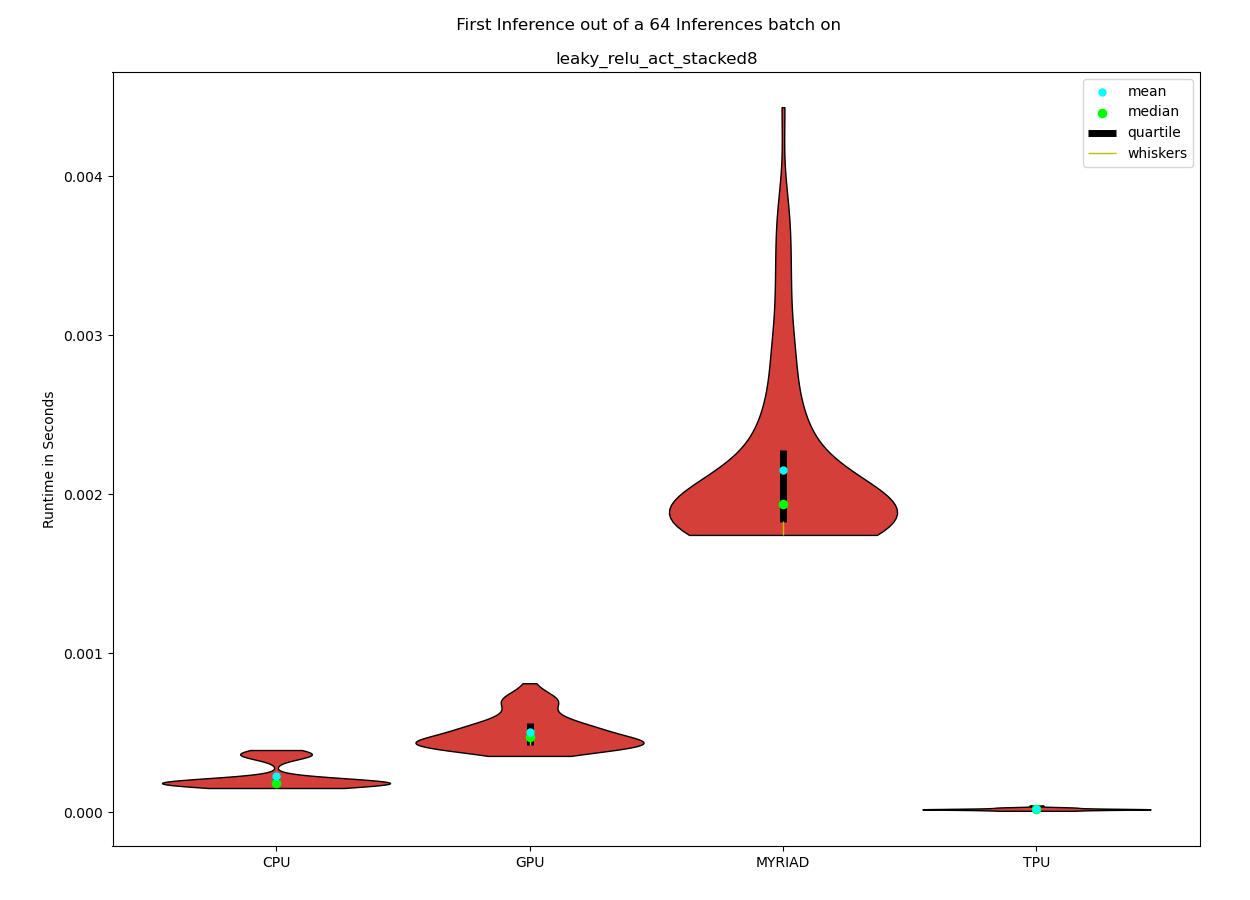 First Inference out of a 64 Inferences batch on
leaky_relu_act_stacked8
mean
median
quartile
whiskers
0.004
0.003
0.002
0.001
0.000
Runtime in Seconds
CPU GPU MYRIAD TPU